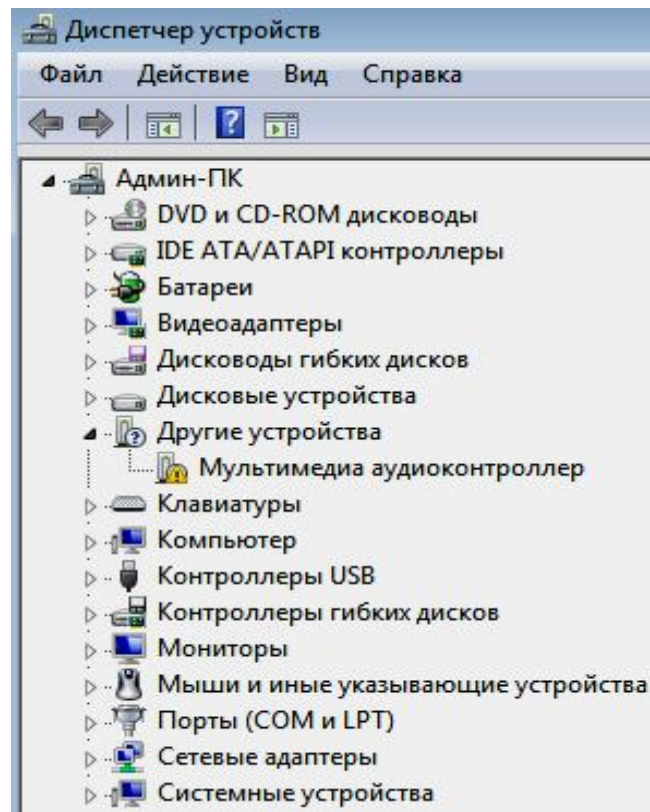 Диспетчер устройств
Файл Действие Вид Справка
?
Админ-ПК
DVD и CD-ROM дисководы
IDE ATA/ATAPI контроллеры
Батареи
Видеоадаптеры
Дисководы гибких дисков
Дисковые устройства
Другие устройства
Мультимедиа аудиоконтроллер
Клавиатуры
Компьютер
Контроллеры USB
Контроллеры гибких дисков
Мониторы
Мыши и иные указывающие устройства
Порты (COM и LPT)
Сетевые адаптеры
Системные устройства